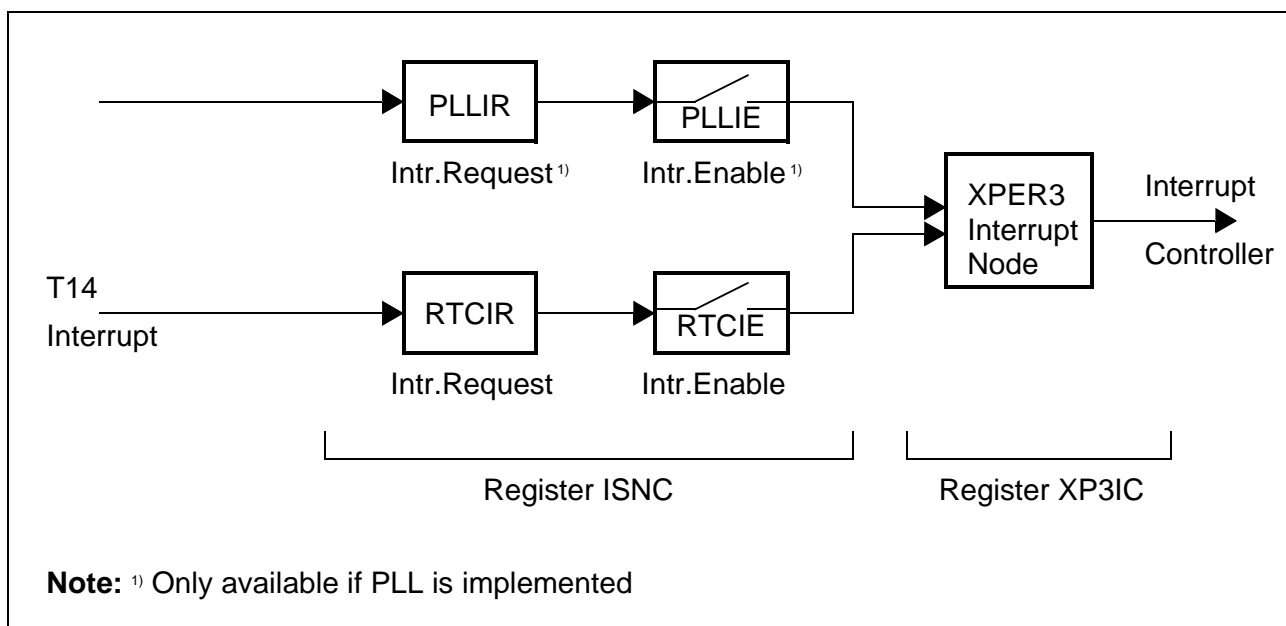 PLLIR
PLLIE
Intr.Request 1)
Intr.Enable 1)
XPER3
Interrupt
Node
Interrupt
Controller
T14
Interrupt
RTCIR
RTCIE
Intr.Request
Intr.Enable
Register ISNC
Register XP3IC
Note: 1) Only available if PLL is implemented